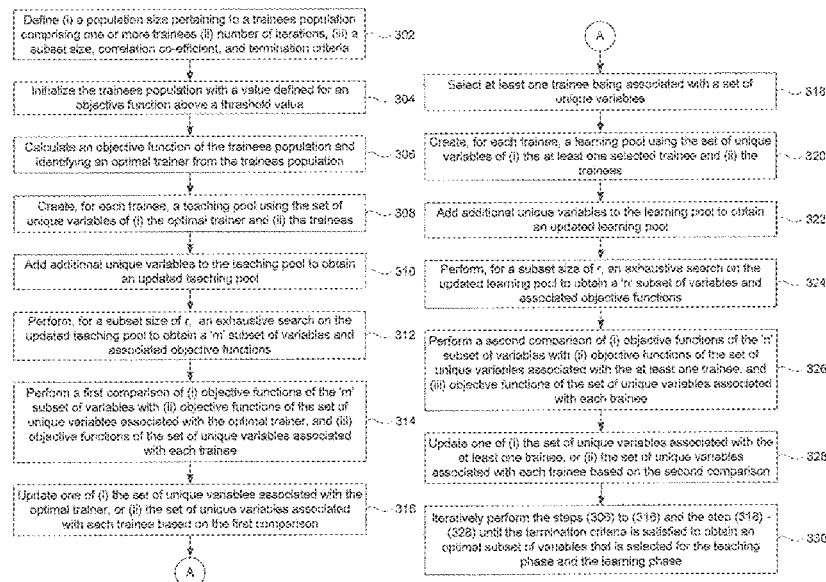 Define (i) a population size pertaining to a trainees population
comprising one or more trainees (ii) number of iterations, (iii) a
subset size, correlation co-efficient, and termination criteria
302
Initialize the trainees population with a value defined for an
objective function above a threshold value
304
Calculate an objective function of the trainees population and
identifying an optimal trainer from the trainees population
306
Create, for each trainee, a teaching pool using the set of
unique variables of (i) the optimal trainer and (ii) the trainees
308
Add additional unique variables to the teaching pool to obtain
an updated teaching pool
310
Perform, for a subset size of r, an exhaustive search on the
updated teaching pool to obtain a 'm' subset of variables and
associated objective functions
312
Perform a first comparison of (i) objective functions of the 'm'
subset of variables with (ii) objective functions of the set of
unique variables associated with the optimal trainer, and (iii)
objective functions of the set of unique variables associated
with each trainee
314
Update one of (i) the set of unique variables associated with the
optimal trainer, or (ii) the set of unique variables associated
with each trainee based on the first comparison
316
A
A
Select at least one trainee being associated with a set of
unique variables
318
Create, for each trainee, a learning pool using the set of unique
variables of (i) the at least one selected trainee and (ii) the
trainees
320
Add additional unique variables to the learning pool to obtain
an updated learning pool
322
Perform, for a subset size of r, an exhaustive search on the
updated learning pool to obtain a 'n' subset of variables and
associated objective functions
324
Perform a second comparison of (i) objective functions of the 'n'
subset of variables with (ii) objective functions of the set of
unique variables associated with the at least one trainee, and
(iii) objective functions of the set of unique variables associated
with each trainee
326
Update one of (i) the set of unique variables associated with the
at least one trainee, or (ii) the set of unique variables
associated with each trainee based on the second comparison
328
Iteratively perform the steps (306) to (316) and the step (318) -
(328) until the termination criteria is satisfied to obtain an
optimal subset of variables that is selected for the teaching
phase and the learning phase
330